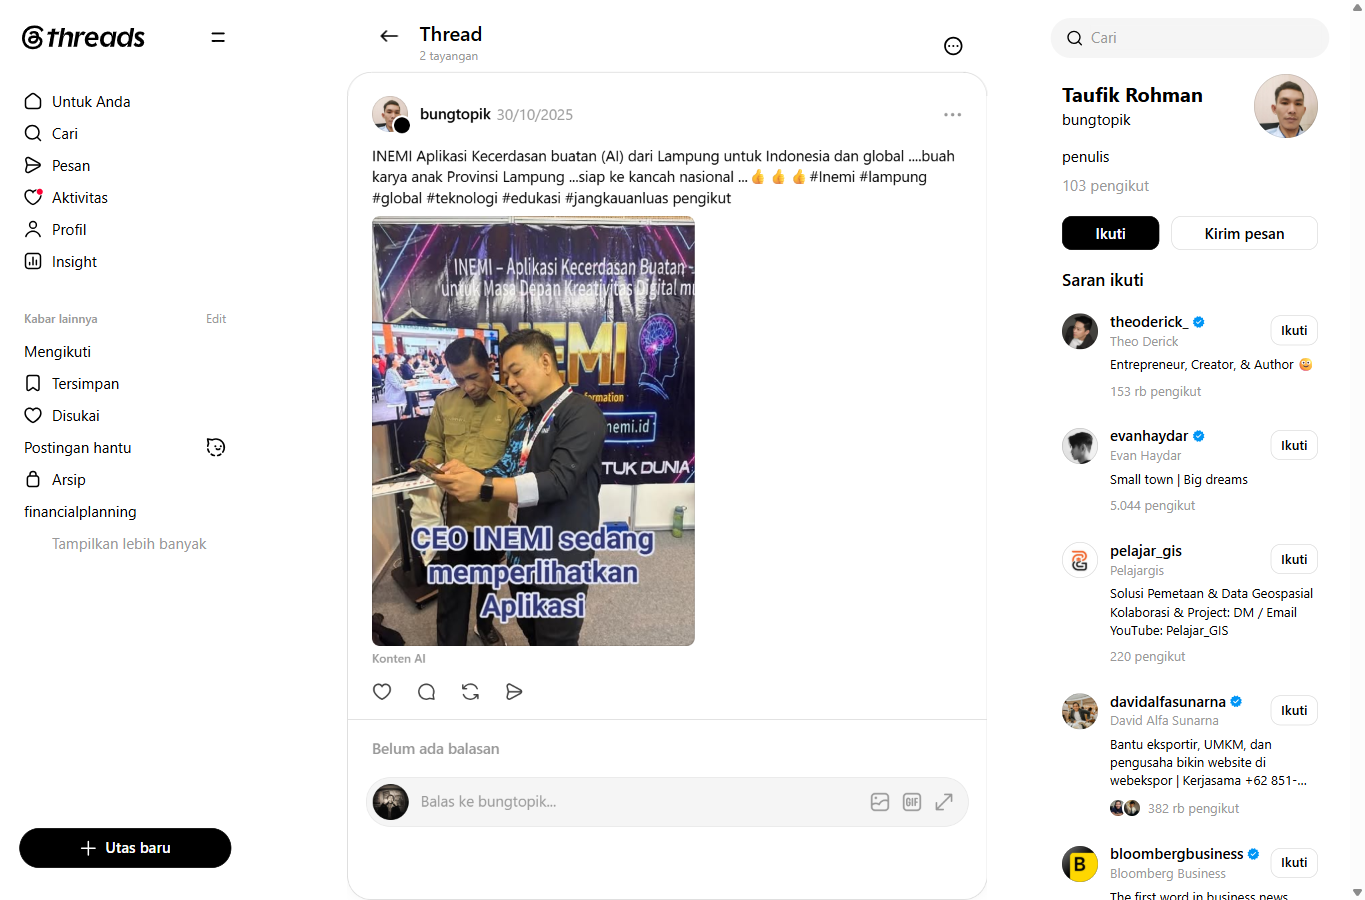 threads
Untuk Anda
Cari
Pesan
Aktivitas
Profil
Insight
Kabar lainnya
Edit
Mengikuti
Tersimpan
Disukai
Postingan hantu
Arsip
financialplanning
Tampilkan lebih banyak
Utas baru
Thread
2 tayangan
bungtopik 30/10/2025
INEMI Aplikasi Kecerdasan buatan (AI) dari Lampung untuk Indonesia dan global ....buah
karya anak Provinsi Lampung ...siap ke kancah nasional ...👍 👍 👍 #Inemi #lampung
#global #teknologi #edukasi #jangkauanluas pengikut
INEMI – Aplikasi Kecerdasan Buatan
untuk Masa Depan Kreativitas Digital
INEMI
nemi.id
TUK DUNIA
CEO INEMI sedang
memperlihatkan
Aplikasi
Konten AI
Belum ada balasan
Balas ke bungtopik...
GIF
Cari
Taufik Rohman
bungtopik
penulis
103 pengikut
Ikuti
Kirim pesan
Saran ikuti
theoderick_
Theo Derick
Ikuti
Entrepreneur, Creator, & Author
153 rb pengikut
evanhaydar
Evan Haydar
Ikuti
Small town | Big dreams
5.044 pengikut
pelajar_gis
Pelajargis
Ikuti
Solusi Pemetaan & Data Geospasial
Kolaborasi & Project: DM / Email
YouTube: Pelajar_GIS
220 pengikut
davidalfasunarna
David Alfa Sunarna
Ikuti
Bantu eksportir, UMKM, dan
pengusaha bikin website di
webekspor | Kerjasama +62 851-...
382 rb pengikut
B
bloombergbusiness
Bloomberg Business
Ikuti
The first word in business news